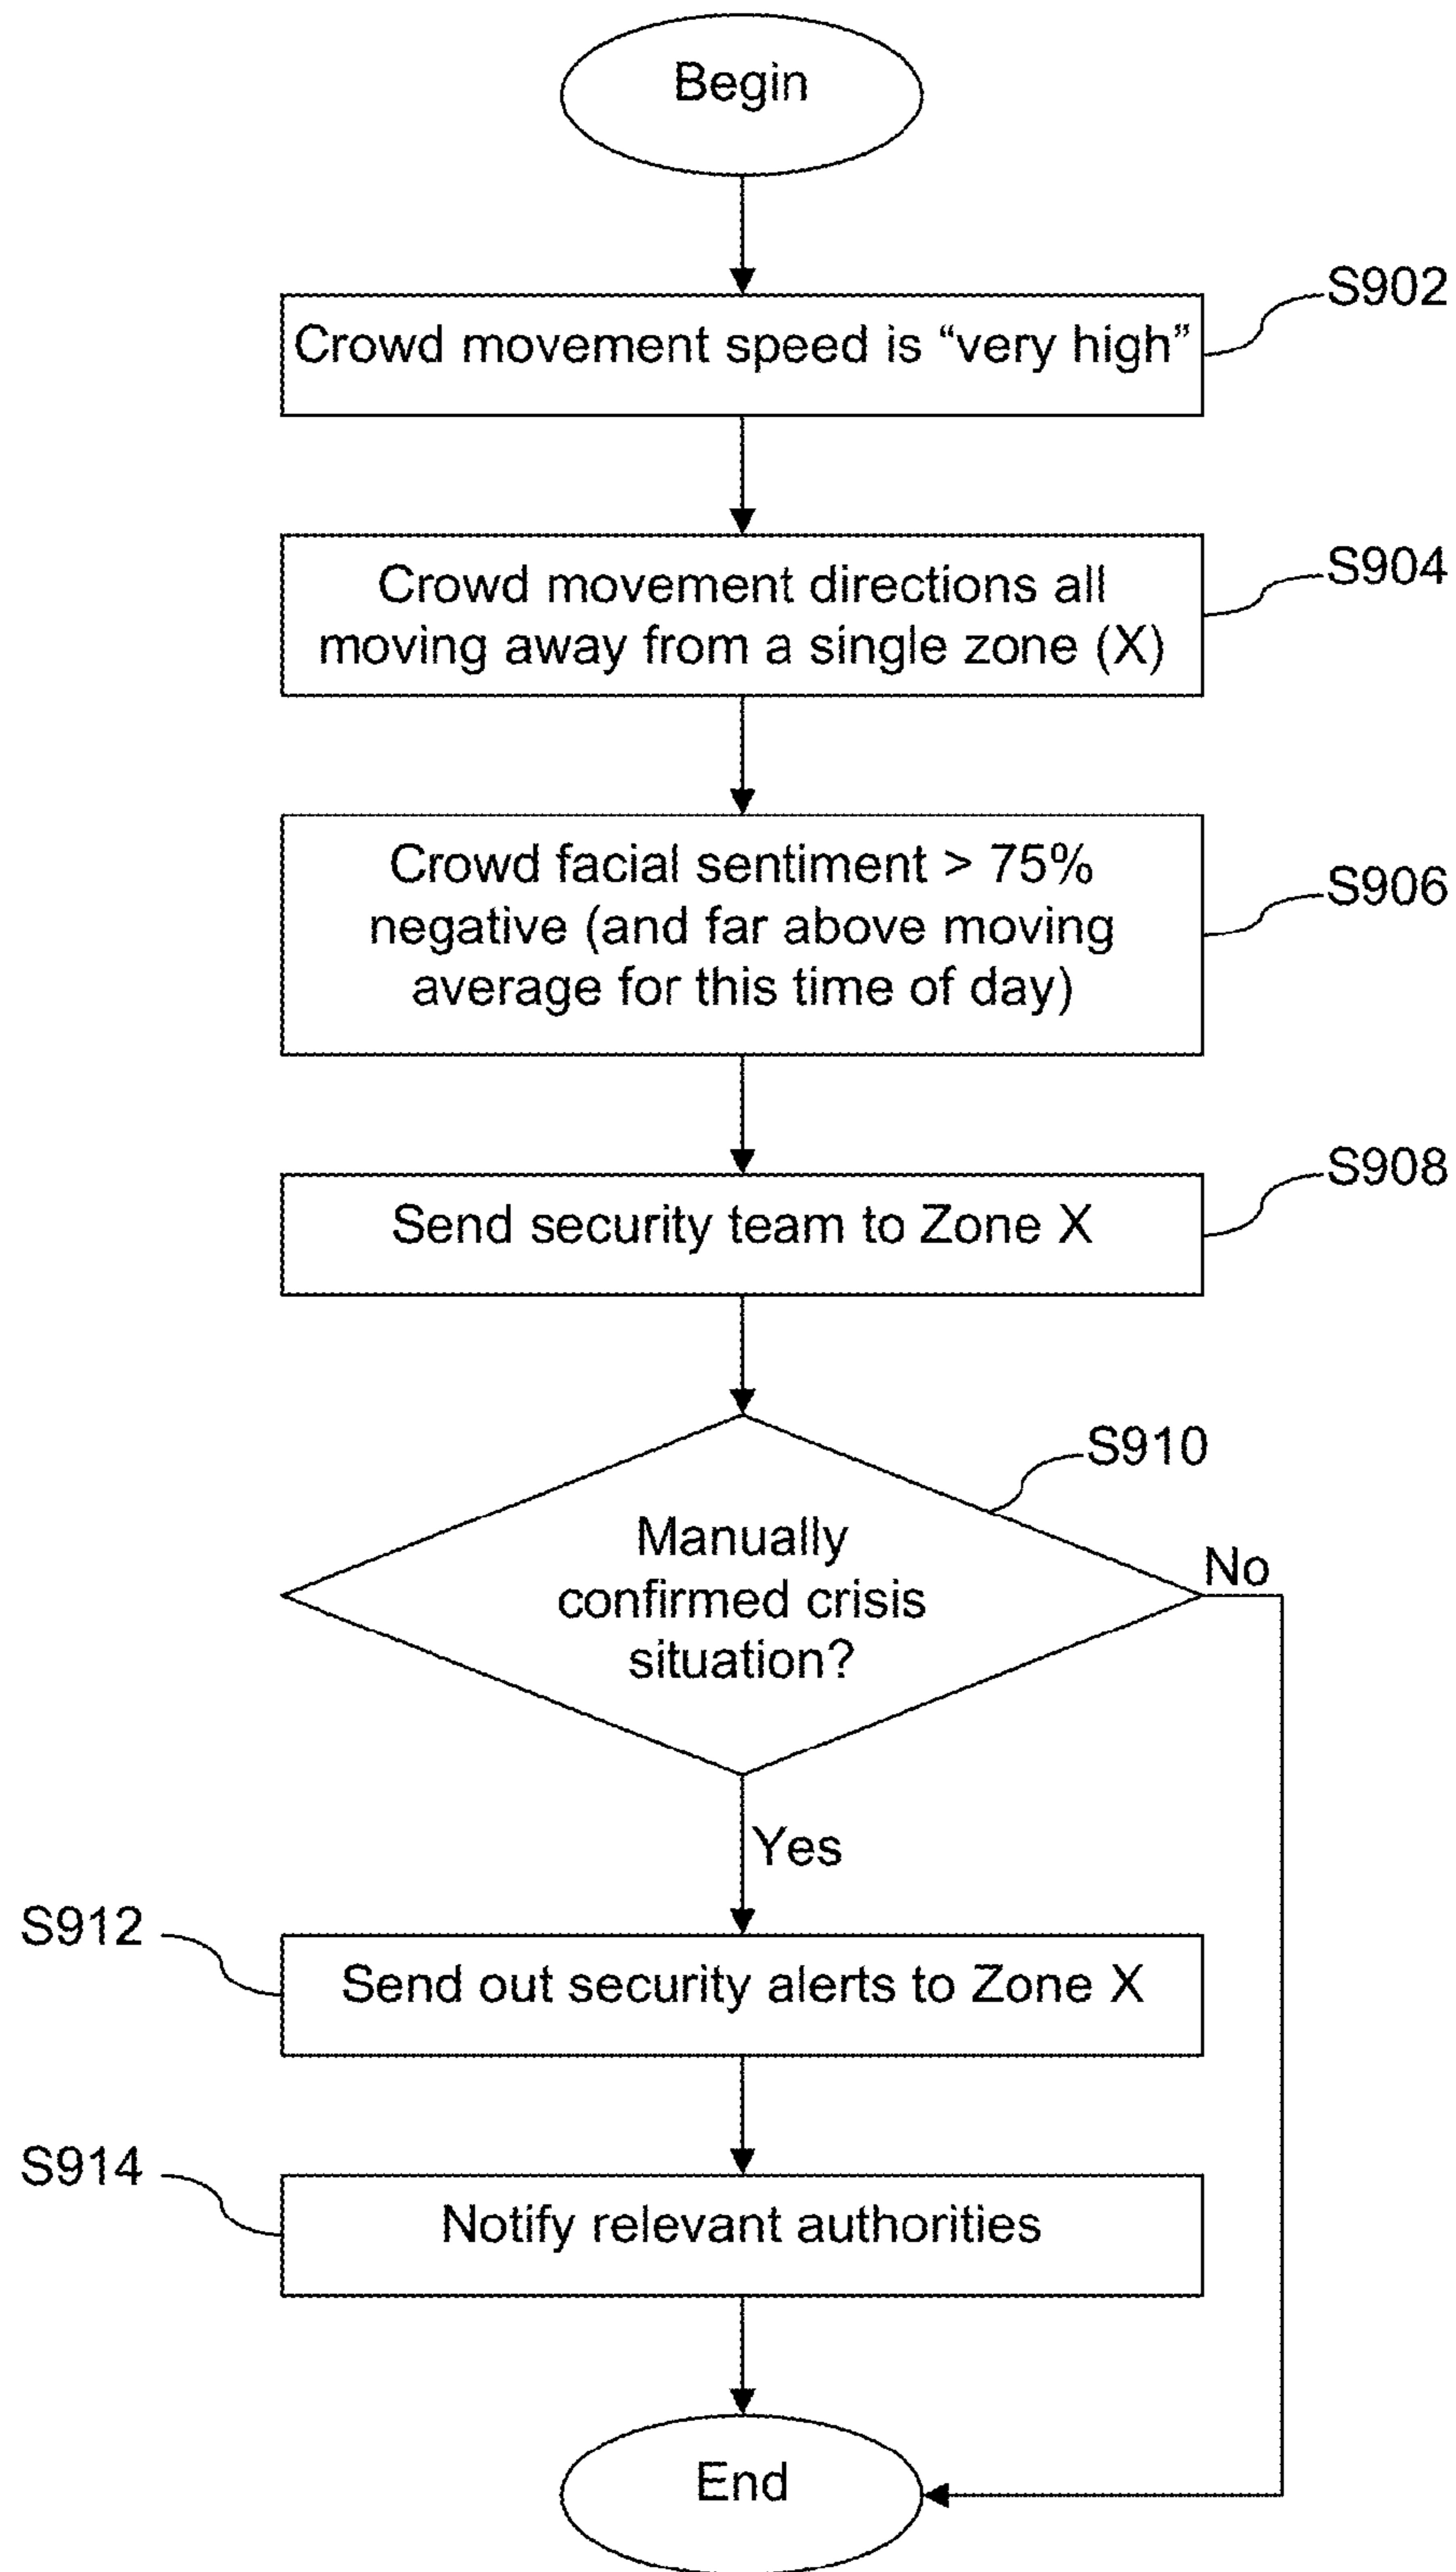 Begin
S902
Crowd movement speed is “very high”
S904
Crowd movement directions all
moving away from a single zone (X)
Crowd facial sentiment > 75%
S906
negative (and far above moving
average for this time of day)
S908
Send security team to Zone X
S910
Manually
No
confirmed crisis
situation?
Yes
S912
Send out security alerts to Zone X
S914
Notify relevant authorities
End